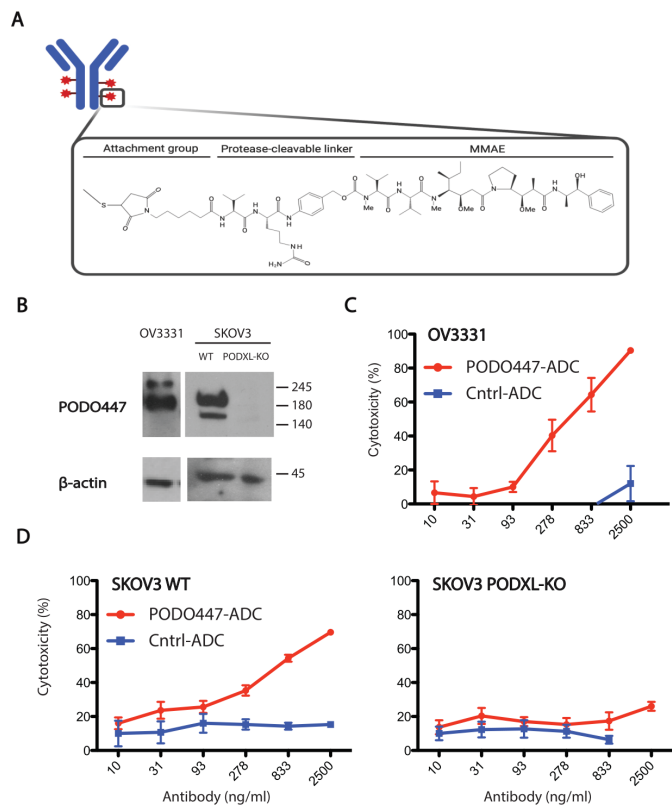 A
Attachment group Protease-cleavable linker MMAE
S
O
O
N
O
N
H
H
N
O
O
N
H
O
O
N
Me
H
N
O
O
N
Me
OMe
O
N
OMe
O
H
N
OH
Me
NH
H₂N
O
B
OV3331 SKOV3
WT PODXL-KO
PODO447
245
180
140
β-actin
45
C
OV3331
PODO447-ADC
Cntrl-ADC
Cytotoxicity (%)
100
80
60
40
20
0
10 31 93 278 833 2500
D
SKOV3 WT
PODO447-ADC
Cntrl-ADC
Cytotoxicity (%)
100
80
60
40
20
0
10 31 93 278 833 2500
Antibody (ng/ml)
SKOV3 PODXL-KO
100
80
60
40
20
0
10 31 93 278 833 2500
Antibody (ng/ml)